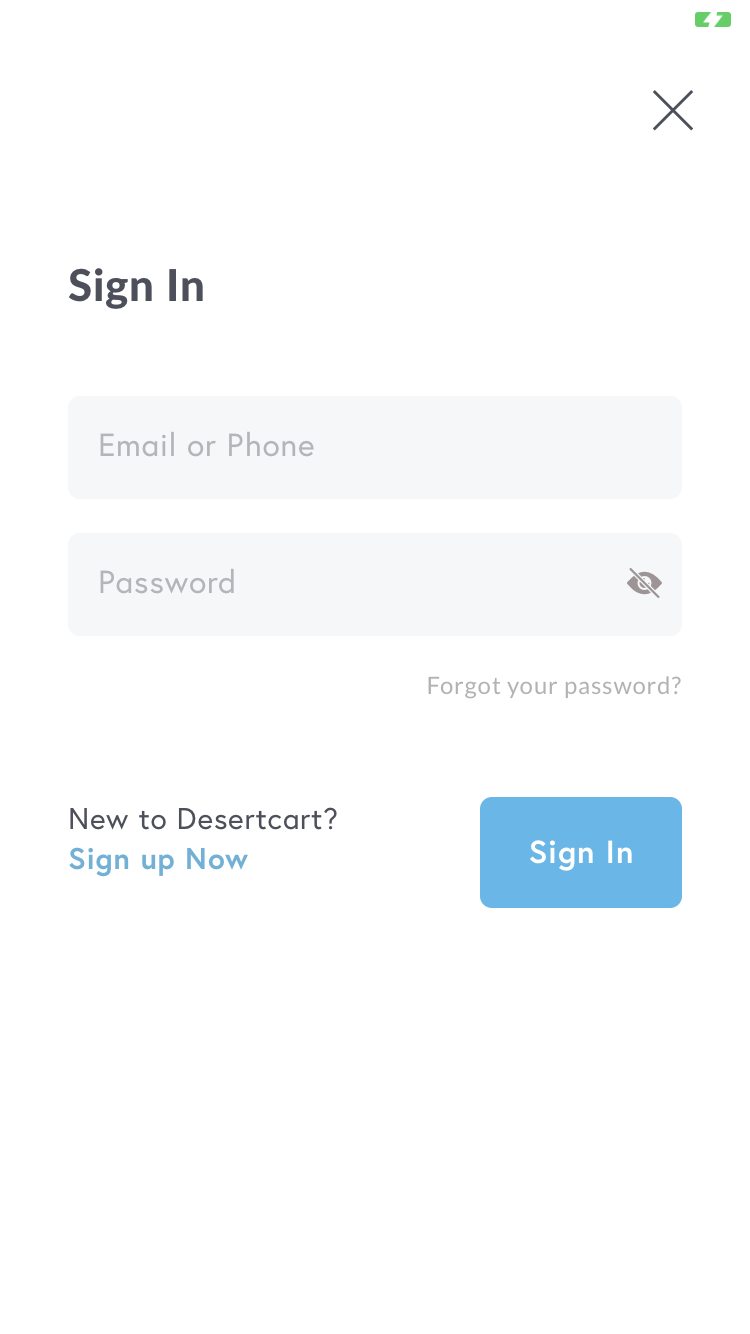 Sign In
Email or Phone
Password
Forgot your password?
New to Desertcart?
Sign up Now
Sign In